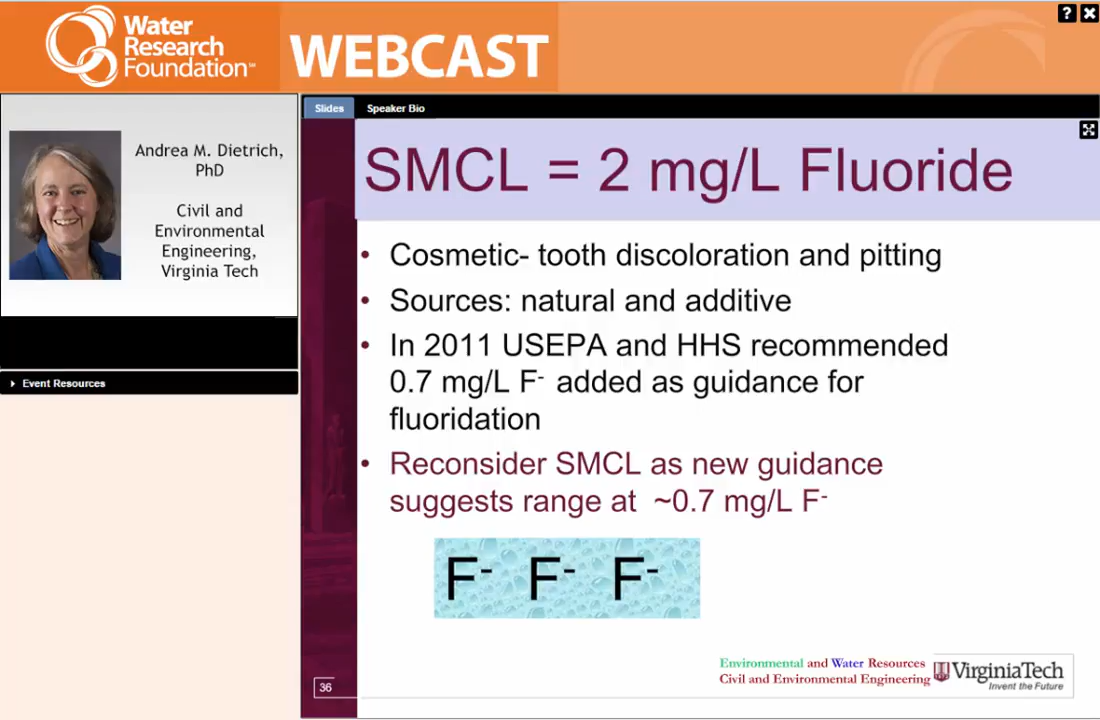 Water
Research
Foundation℠
WEBCAST
Andrea M. Dietrich,
PhD
Civil and
Environmental
Engineering,
Virginia Tech
Event Resources
Slides
Speaker Bio
SMCL = 2 mg/L Fluoride
• Cosmetic- tooth discoloration and pitting
• Sources: natural and additive
• In 2011 USEPA and HHS recommended
0.7 mg/L F⁻ added as guidance for
fluoridation
• Reconsider SMCL as new guidance
suggests range at ~0.7 mg/L F⁻
F⁻ F⁻ F⁻
Environmental and Water Resources
Civil and Environmental Engineering
VirginiaTech
Invent the Future
36